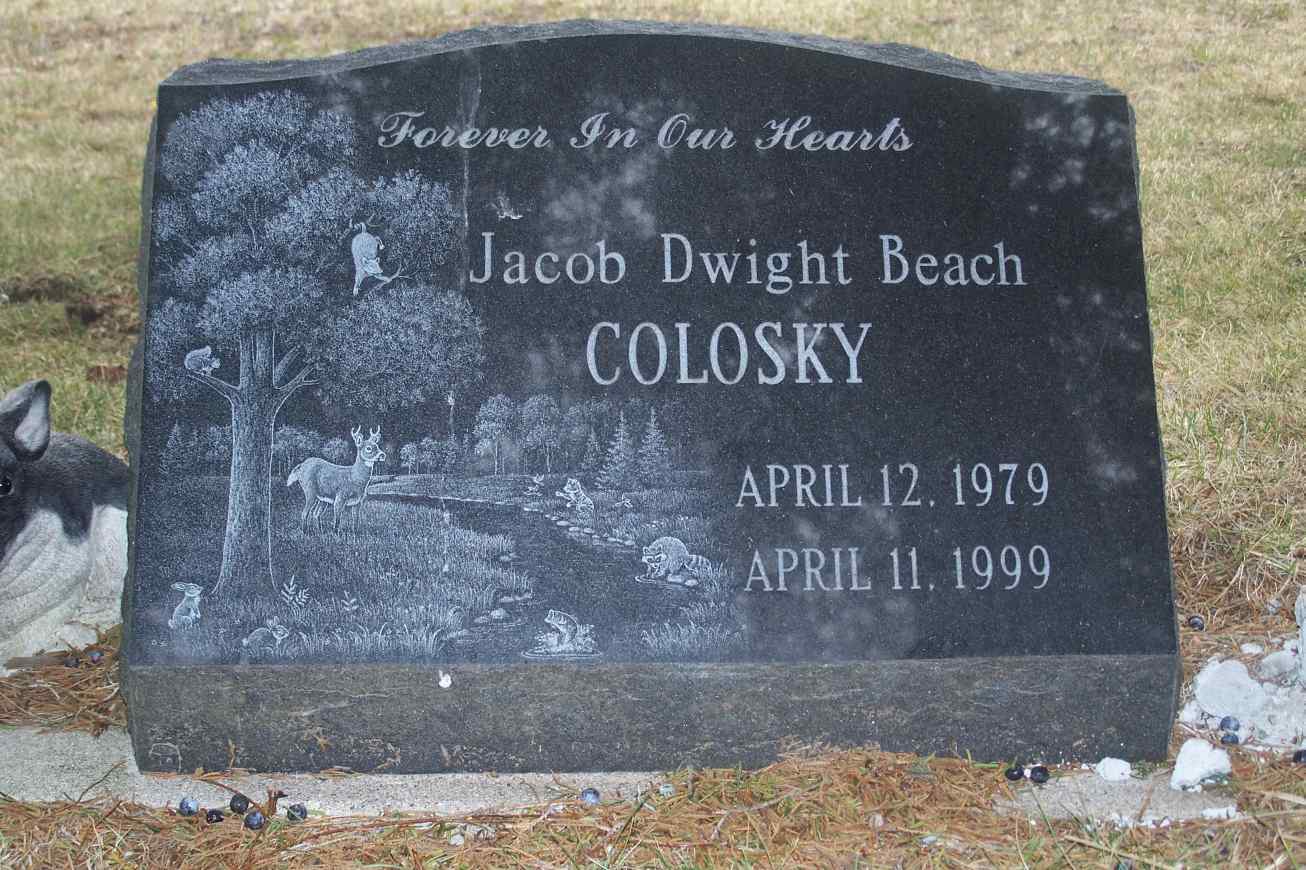 Forever In Our Hearts
Jacob Dwight Beach
COLOSKY
APRIL 12, 1979
APRIL 11, 1999